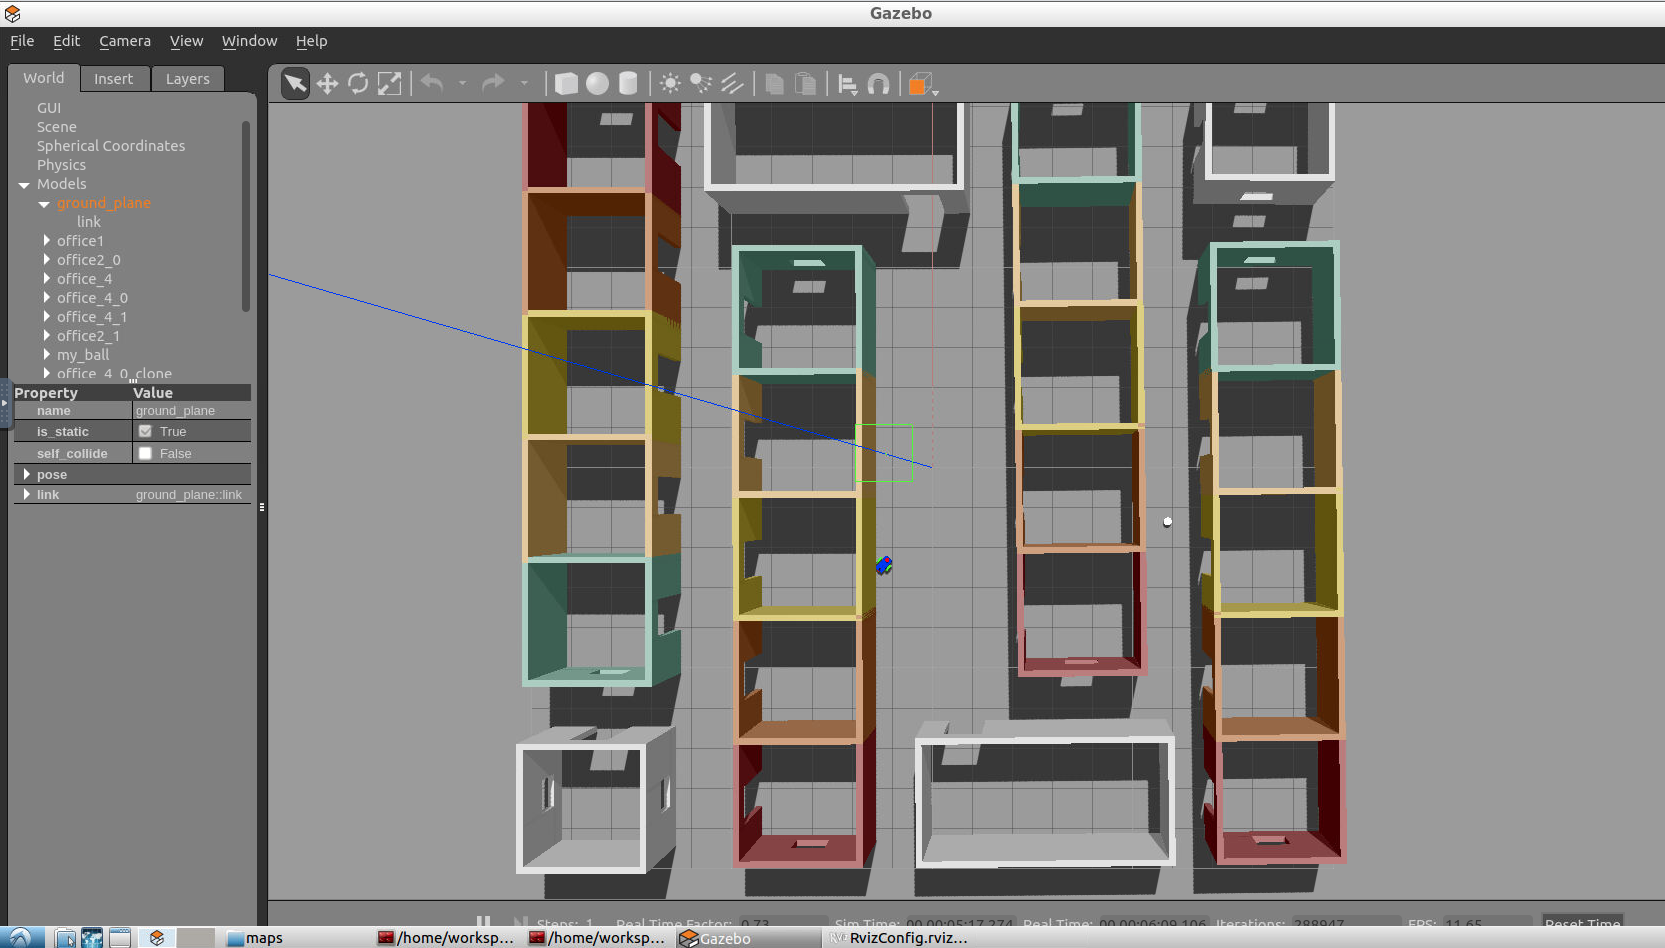 Gazebo
File Edit Camera View Window Help
World Insert Layers
GUI
Scene
Spherical Coordinates
Physics
Models
ground_plane
link
office1
office2_0
office_4
office_4_0
office_4_1
office2_1
my_ball
office_4_0_clone
Property Value
name ground_plane
is_static True
self_collide False
pose
link ground_plane::link
Steps: 1 Real Time Factor: 0.73 Sim Time: 00 00:05:17.274 Real Time: 00 00:06:09.106 Iterations: 288947 FPS: 11.65 Reset Time
maps /home/worksp... /home/worksp... Gazebo RvizConfig.rviz...